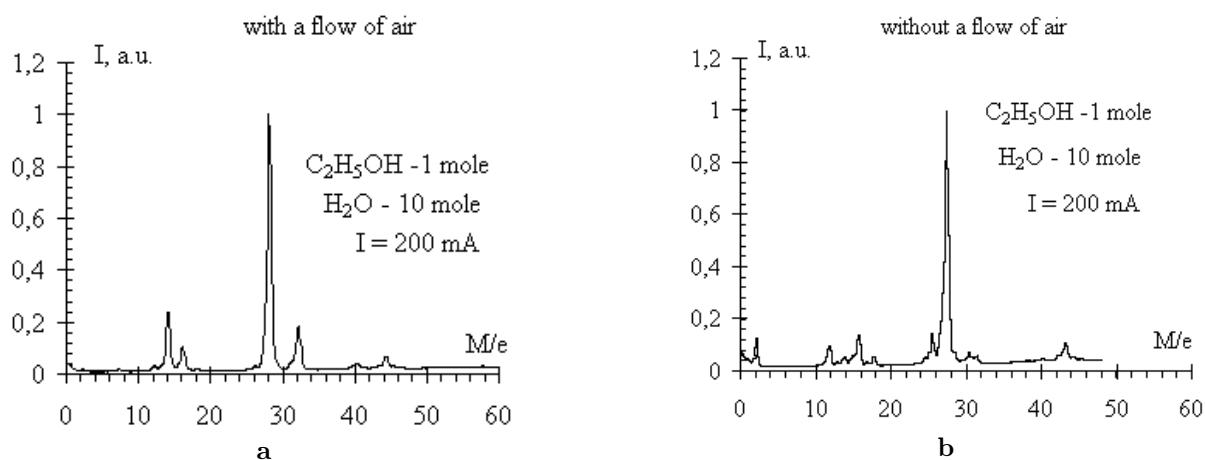 with a flow of air
I, a.u.
1,2
1
0,8
0,6
0,4
0,2
0
C₂H₅OH -1 mole
H₂O - 10 mole
I = 200 mA
M/e
0 10 20 30 40 50 60
a
without a flow of air
I, a.u.
1,2
1
0,8
0,6
0,4
0,2
0
C₂H₅OH -1 mole
H₂O - 10 mole
I = 200 mA
M/e
0 10 20 30 40 50 60
b